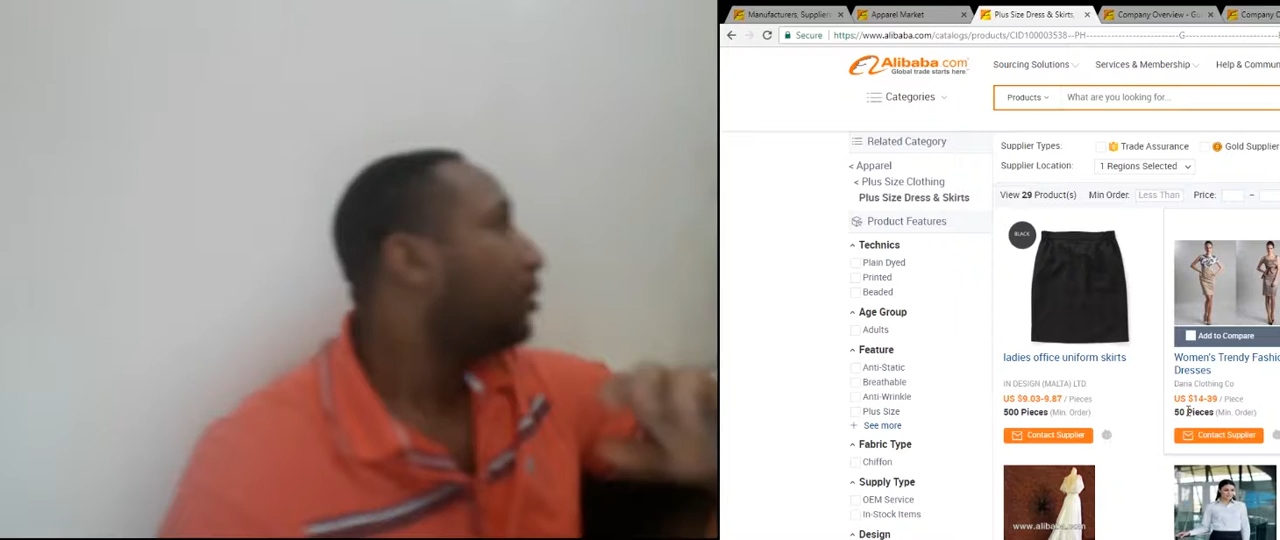 Manufacturers, Suppliers
Apparel Market
Plus Size Dress & Skirts,
Company Overview - Gu
Company O
Secure
https://www.alibaba.com/catalogs/products/CID100003538--PH
G
Alibaba.com
Global trade starts here.
Sourcing Solutions
Services & Membership
Help & Commun
Categories
Products
What are you looking for...
Related Category
< Apparel
< Plus Size Clothing
Plus Size Dress & Skirts
Product Features
Technics
Plain Dyed
Printed
Beaded
Age Group
Adults
Feature
Anti-Static
Breathable
Anti-Wrinkle
Plus Size
+ See more
Fabric Type
Chiffon
Supply Type
OEM Service
In-Stock Items
Design
Supplier Types:
Trade Assurance
Gold Supplier
Supplier Location:
1 Regions Selected
View 29 Product(s)
Min Order:
Less Than
Price:
–
BLACK
ladies office uniform skirts
IN DESIGN (MALTA) LTD
US $9.03-9.87 / Pieces
500 Pieces (Min. Order)
Contact Supplier
Add to Compare
Women's Trendy Fashio
Dresses
Daria Clothing Co
US $14-39 / Piece
50 Pieces (Min. Order)
Contact Supplier
www.alibaba.com